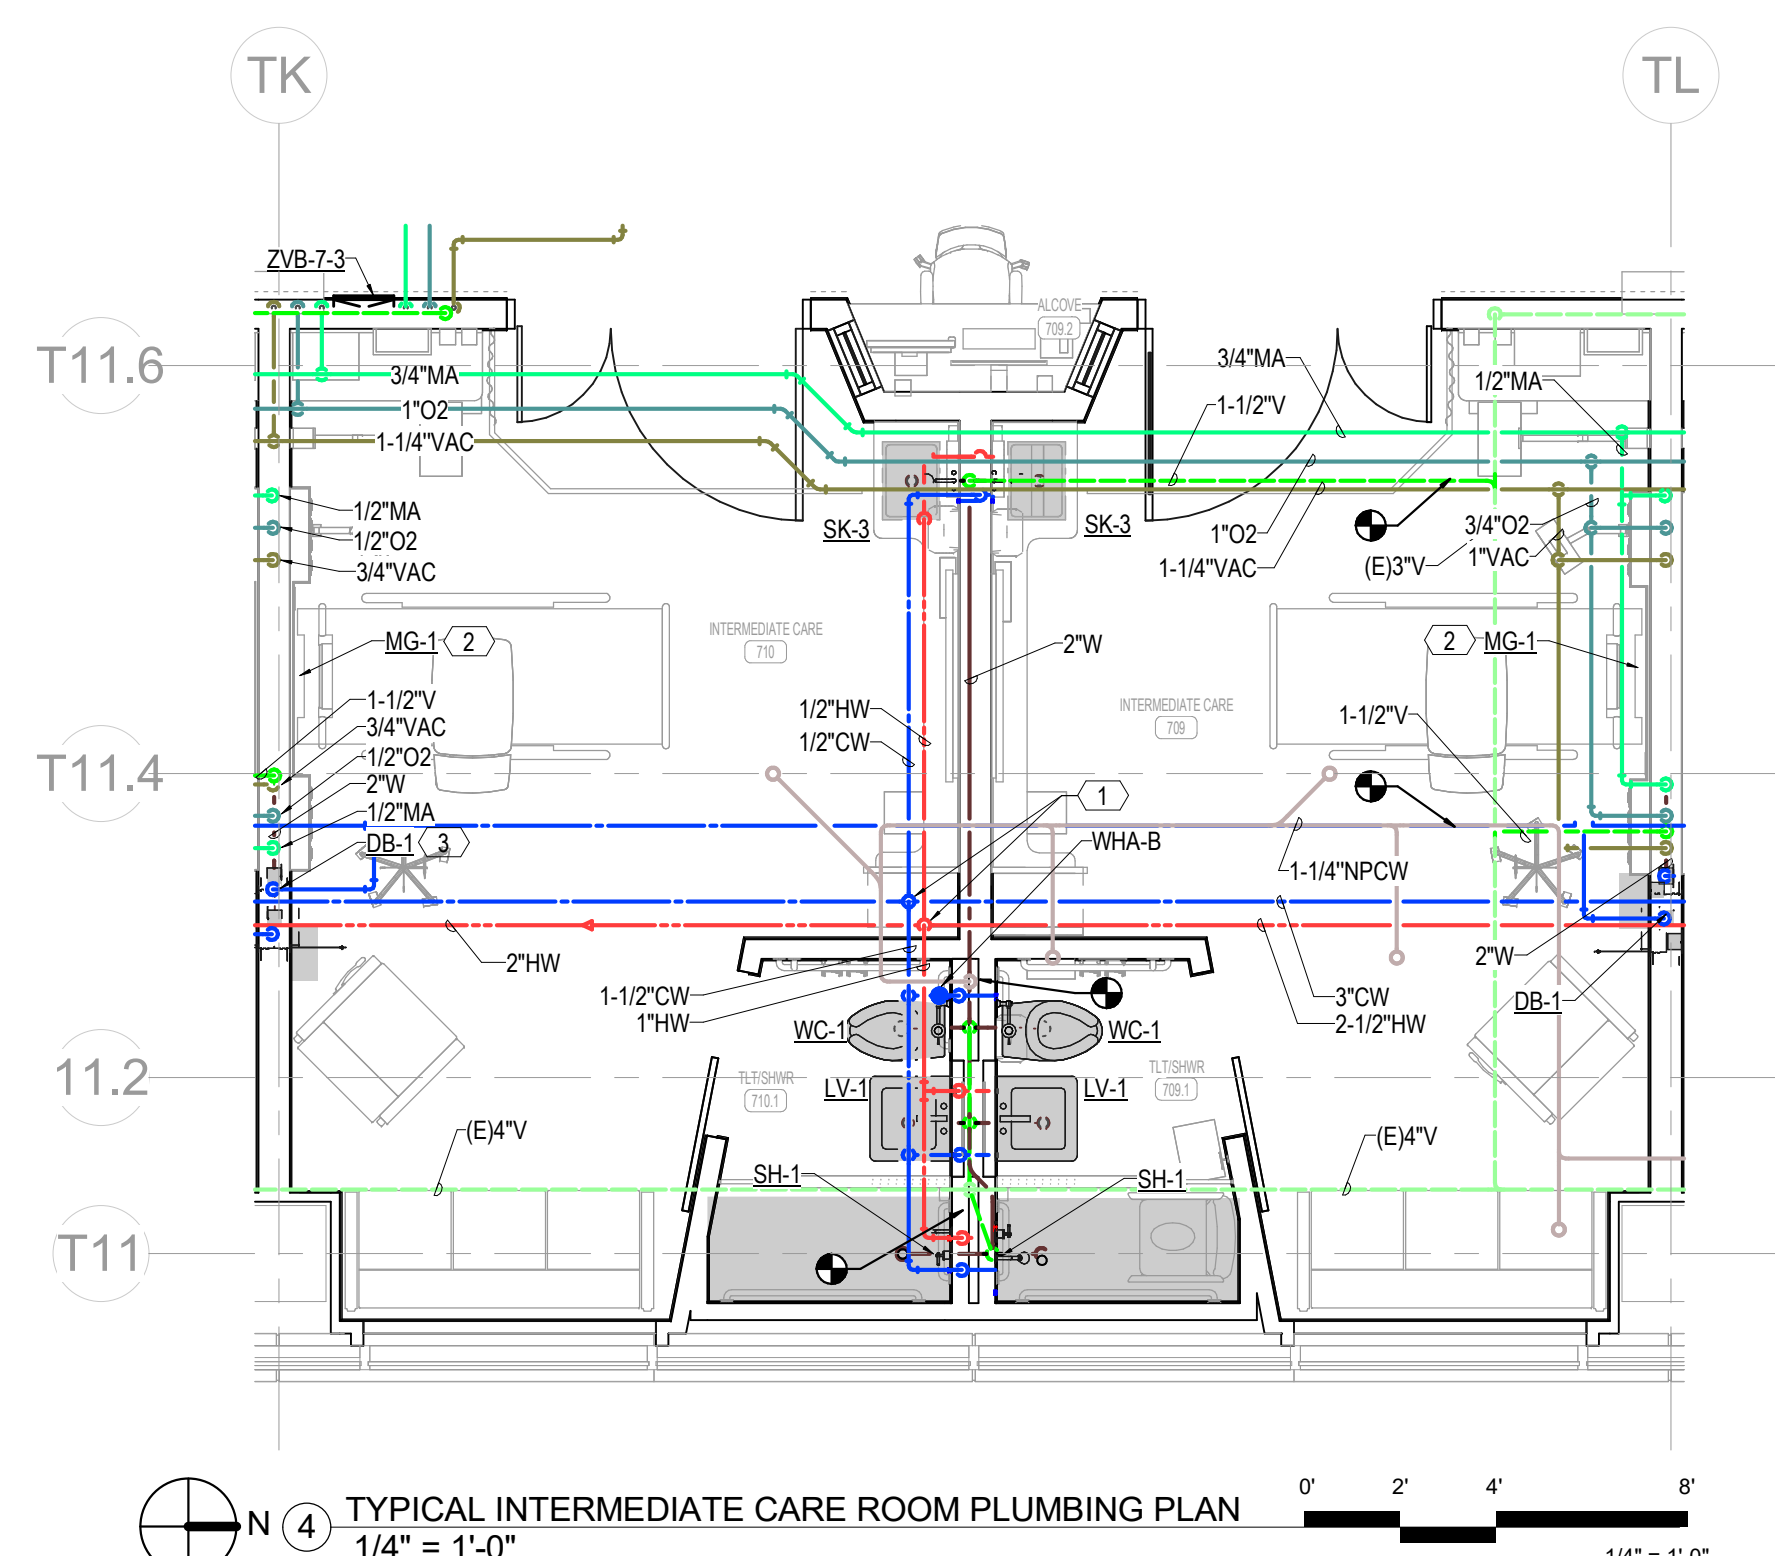 TK
TL
ZVB-7-3
ALCOVE
709.2
T11.6
3/4"MA
3/4"MA
1/2"MA
1"O2
1-1/2"V
1-1/4"VAC
1/2"MA
1/2"O2
3/4"VAC
SK-3
SK-3
1"O2
1-1/4"VAC
3/4"O2
1"VAC
(E)3"V
INTERMEDIATE CARE
710
MG-1
2
2"W
2
MG-1
1-1/2"V
3/4"VAC
1/2"O2
2"W
1/2"MA
DB-1
3
1/2"HW
1/2"CW
INTERMEDIATE CARE
709
1-1/2"V
T11.4
1
WHA-B
1-1/4"NPCW
2"HW
2"W
DB-1
1-1/2"CW
1"HW
3"CW
2-1/2"HW
WC-1
WC-1
11.2
TLT/SHWR
710.1
LV-1
LV-1
TLT/SHWR
709.1
(E)4"V
(E)4"V
SH-1
SH-1
T11
N
4
TYPICAL INTERMEDIATE CARE ROOM PLUMBING PLAN
1/4" = 1'-0"
0'
2'
4'
8'
1/4" = 1'-0"